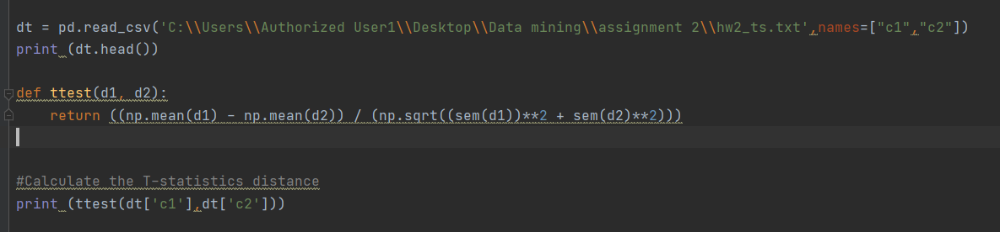 dt = pd.read_csv('C:\\Users\\Authorized User1\\Desktop\\Data mining\\assignment 2\\hw2_ts.txt',names=["c1","c2"])
print (dt.head())
def ttest(d1, d2):
    return ((np.mean(d1) - np.mean(d2)) / (np.sqrt((sem(d1))**2 + sem(d2)**2)))
#Calculate the T-statistics distance
print (ttest(dt['c1'],dt['c2']))